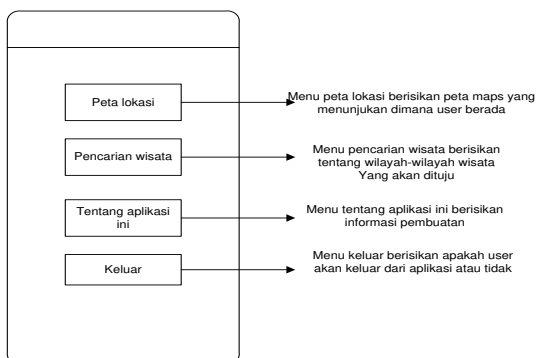 Peta lokasi
Menu peta lokasi berisikan peta maps yang
menunjukan dimana user berada
Pencarian wisata
Menu pencarian wisata berisikan
tentang wilayah-wilayah wisata
Yang akan dituju
Tentang aplikasi
ini
Menu tentang aplikasi ini berisikan
informasi pembuatan
Keluar
Menu keluar berisikan apakah user
akan keluar dari aplikasi atau tidak